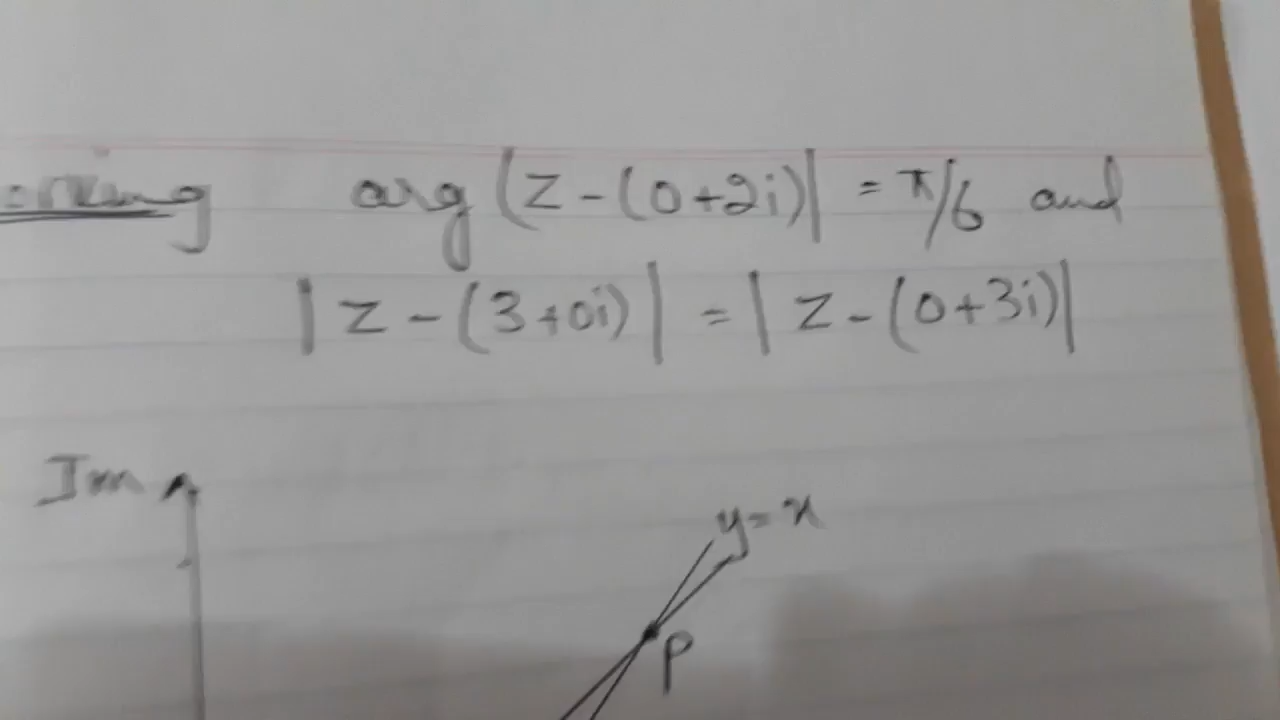 arg (z-(0+2i)| = π/6 and
|z-(3+0i)| = |z-(0+3i)|
Im
y=x
P